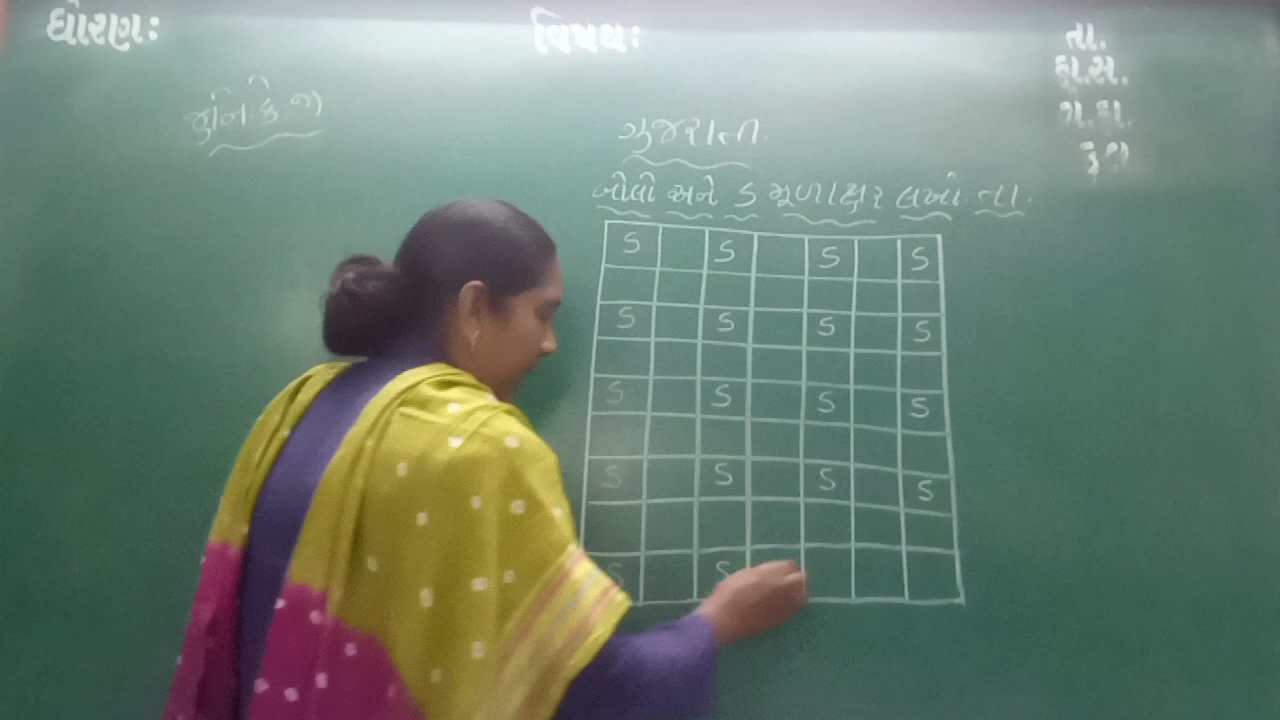 ધોરણઃ
વિષયઃ
તા.
હા.સ.
ગે.હા.
કુલ
જુનિ.કે.જી
ગુજરાતી.
બોલો અને ડ મૂળાક્ષર લખો. તા.
ડ ડ ડ ડ
ડ ડ ડ ડ
ડ ડ ડ ડ
ડ ડ ડ ડ
ડ ડ